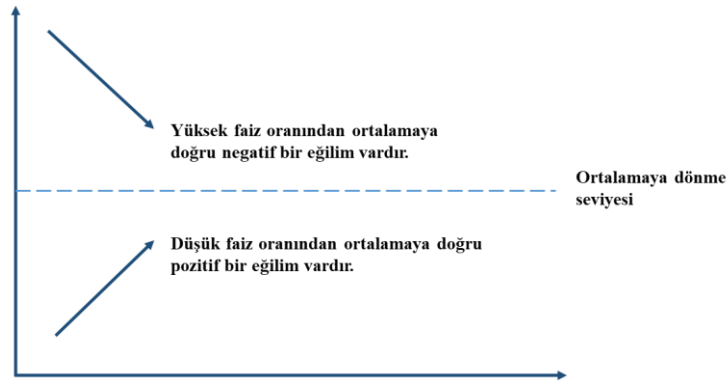 Yüksek faiz oranından ortalamaya
doğru negatif bir eğilim vardır.
Ortalamaya dönme
seviyesi
Düşük faiz oranından ortalamaya doğru
pozitif bir eğilim vardır.